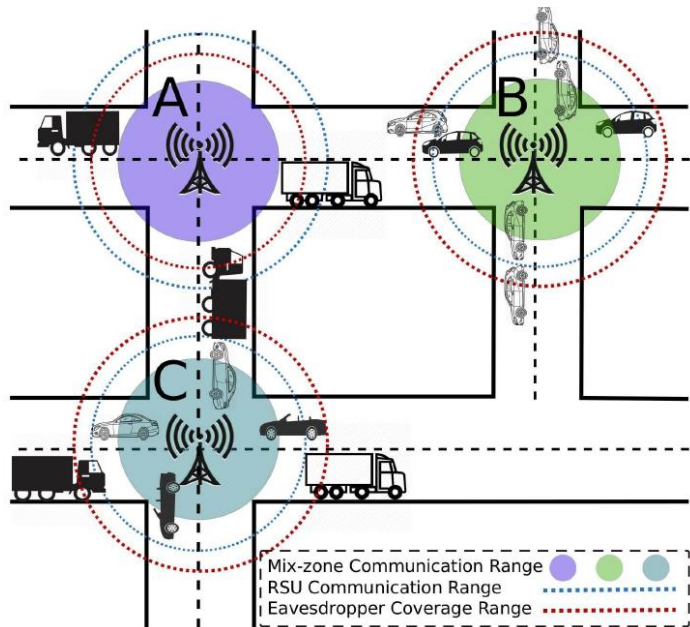 A
B
C
Mix-zone Communication Range
RSU Communication Range
Eavesdropper Coverage Range